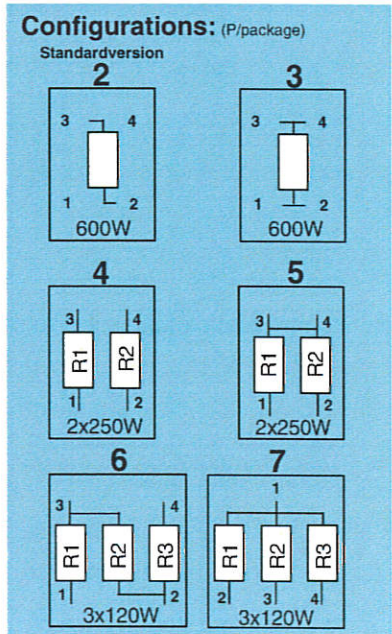 Configurations: (P/package)
Standardversion
2 3
3 4 3 4
1 2 1 2
600W 600W
4 5
3 4 3 4
R1 R2 R1 R2
1 2 1 2
2x250W 2x250W
6 7
3 4 1
R1 R2 R3 R1 R2 R3
1 2 2 3 4
3x120W 3x120W